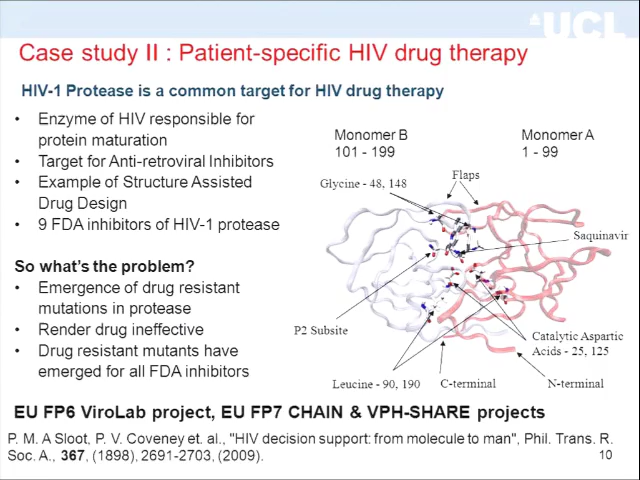 UCL
Case study II : Patient-specific HIV drug therapy
HIV-1 Protease is a common target for HIV drug therapy
• Enzyme of HIV responsible for
protein maturation
• Target for Anti-retroviral Inhibitors
• Example of Structure Assisted
Drug Design
• 9 FDA inhibitors of HIV-1 protease
So what's the problem?
• Emergence of drug resistant
mutations in protease
• Render drug ineffective
• Drug resistant mutants have
emerged for all FDA inhibitors
Monomer B
101 - 199
Monomer A
1 - 99
Flaps
Glycine - 48, 148
Saquinavir
P2 Subsite
Catalytic Aspartic
Acids - 25, 125
Leucine - 90, 190
C-terminal
N-terminal
EU FP6 ViroLab project, EU FP7 CHAIN & VPH-SHARE projects
P. M. A Sloot, P. V. Coveney et. al., "HIV decision support: from molecule to man", Phil. Trans. R.
Soc. A., 367, (1898), 2691-2703, (2009).
10